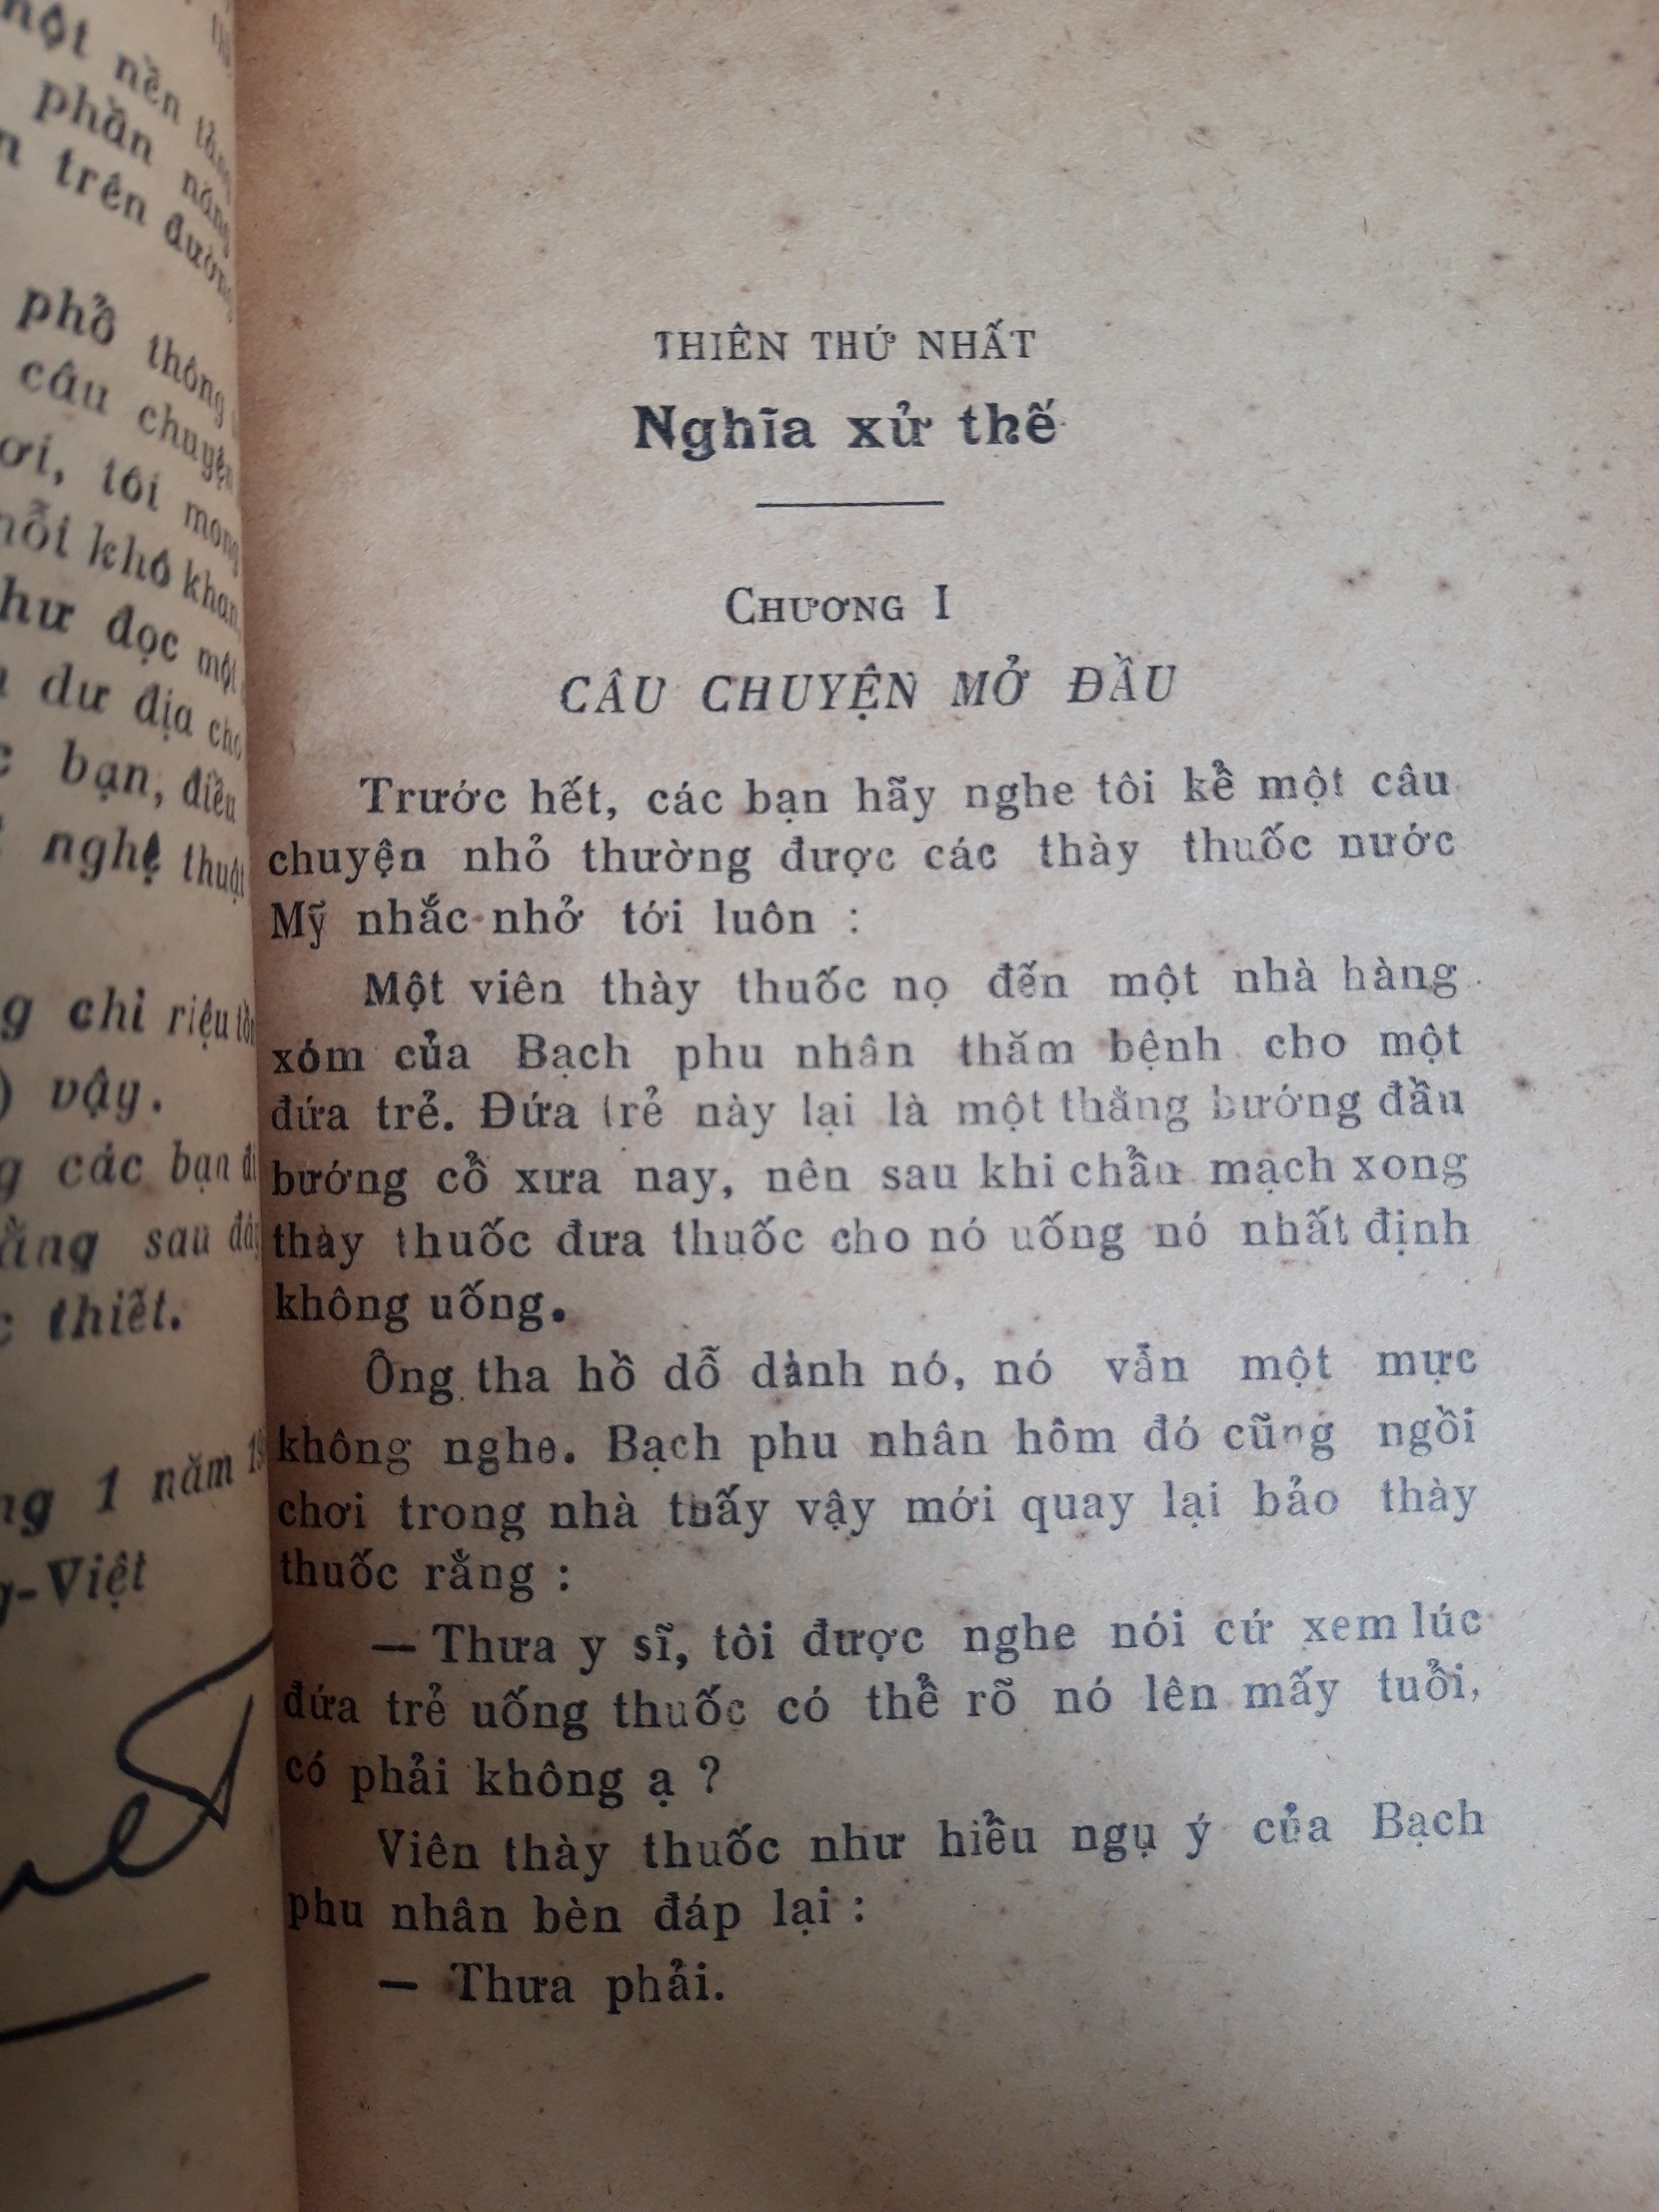 một nền
phần
trên
phổ thông
câu chuyện
ơi, tôi mong
khó khan,
đọc một
dư địa cho
bạn, điều
nghệ thuật
chỉ riệu
vậy.
các bạn
sau đây
thiết.
1 năm
-Việt
THIÊN THỨ NHẤT
Nghĩa xử thế
CHƯƠNG I
CÂU CHUYỆN MỞ ĐẦU
Trước hết, các bạn hãy nghe tôi kể một câu
chuyện nhỏ thường được các thày thuốc nước
Mỹ nhắc nhở tới luôn :
Một viên thày thuốc nọ đến một nhà hàng
xóm của Bạch phu nhân thăm bệnh cho một
đứa trẻ. Đứa trẻ này lại là một thằng bướng đầu
bướng cổ xưa nay, nên sau khi chẩn mạch xong
thày thuốc đưa thuốc cho nó uống nó nhất định
không uống.
Ông tha hồ dỗ dành nó, nó vẫn một mực
không nghe. Bạch phu nhân hôm đó cũng ngồi
chơi trong nhà thấy vậy mới quay lại bảo thày
thuốc rằng :
— Thưa y sĩ, tôi được nghe nói cứ xem lúc
đứa trẻ uống thuốc có thể rõ nó lên mấy tuổi,
có phải không ạ ?
Viên thày thuốc như hiểu ngụ ý của Bạch
phu nhân bèn đáp lại :
— Thưa phải.